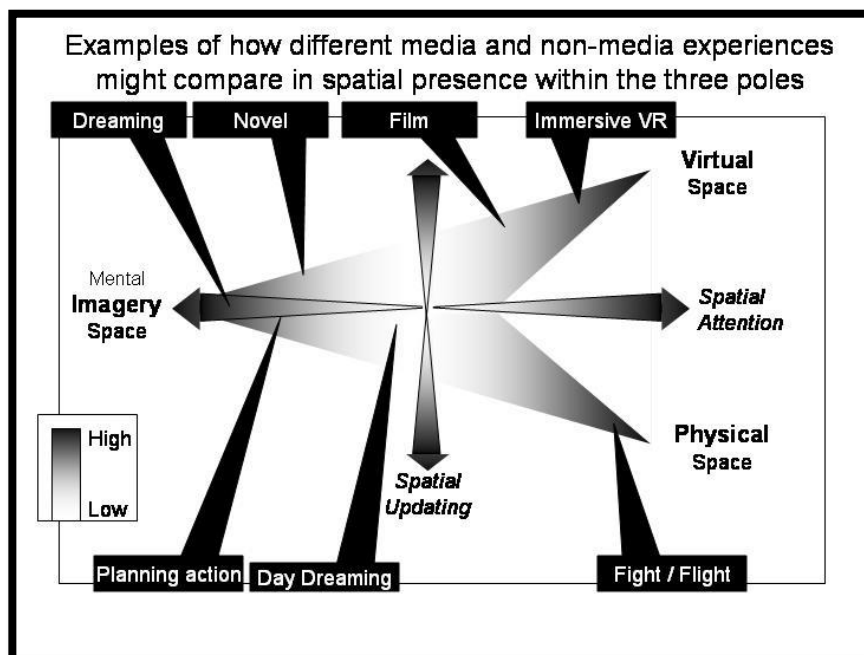 Examples of how different media and non-media experiences
might compare in spatial presence within the three poles
Dreaming
Novel
Film
Immersive VR
Virtual
Space
Mental
Imagery
Space
Spatial
Attention
High
Low
Physical
Space
Spatial
Updating
Planning action
Day Dreaming
Fight / Flight